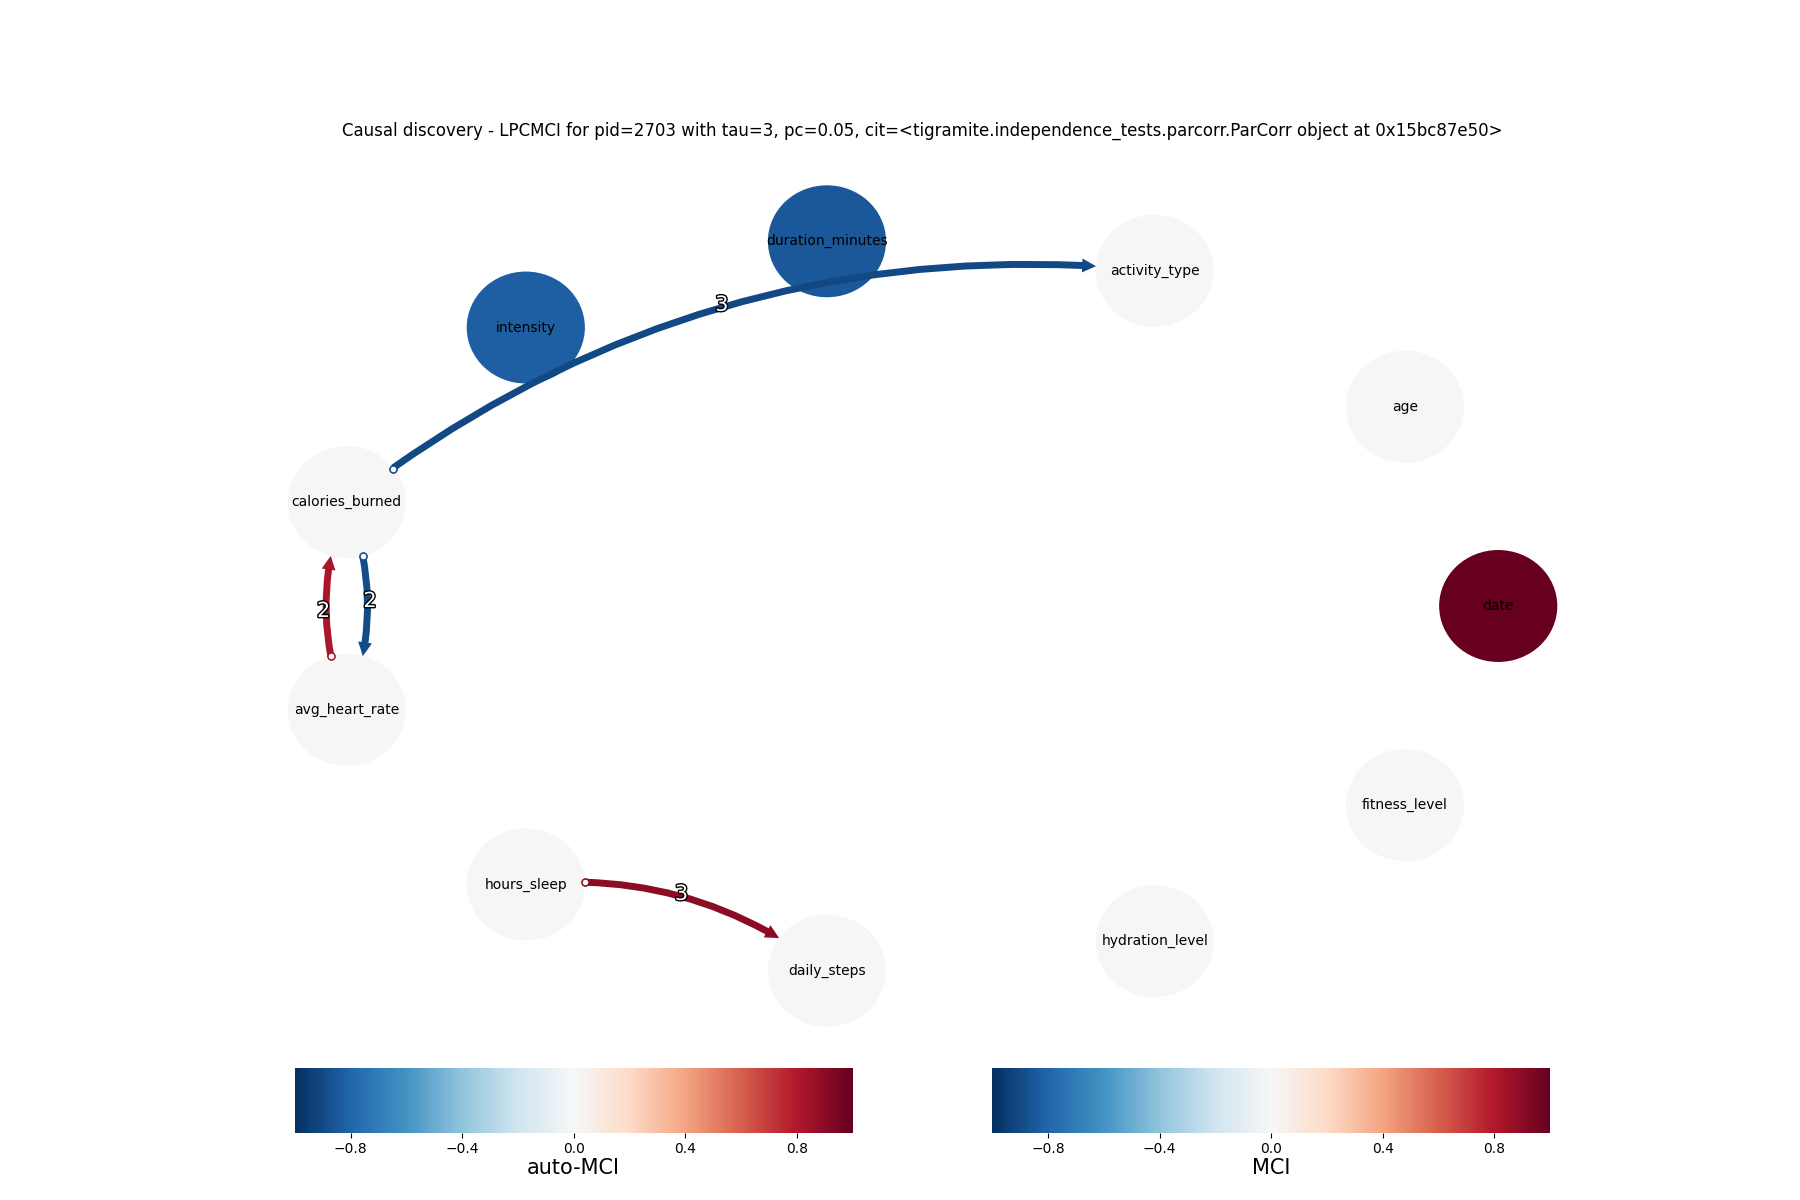 Causal discovery - LPCMCI for pid=2703 with tau=3, pc=0.05, cit=<tigramite.independence_tests.parcorr.ParCorr object at 0x15bc87e50>
duration_minutes
activity_type
3
intensity
age
calories_burned
2
2
date
avg_heart_rate
fitness_level
hours_sleep
3
hydration_level
daily_steps
−0.8 −0.4 0.0 0.4 0.8
auto-MCI
−0.8 −0.4 0.0 0.4 0.8
MCI